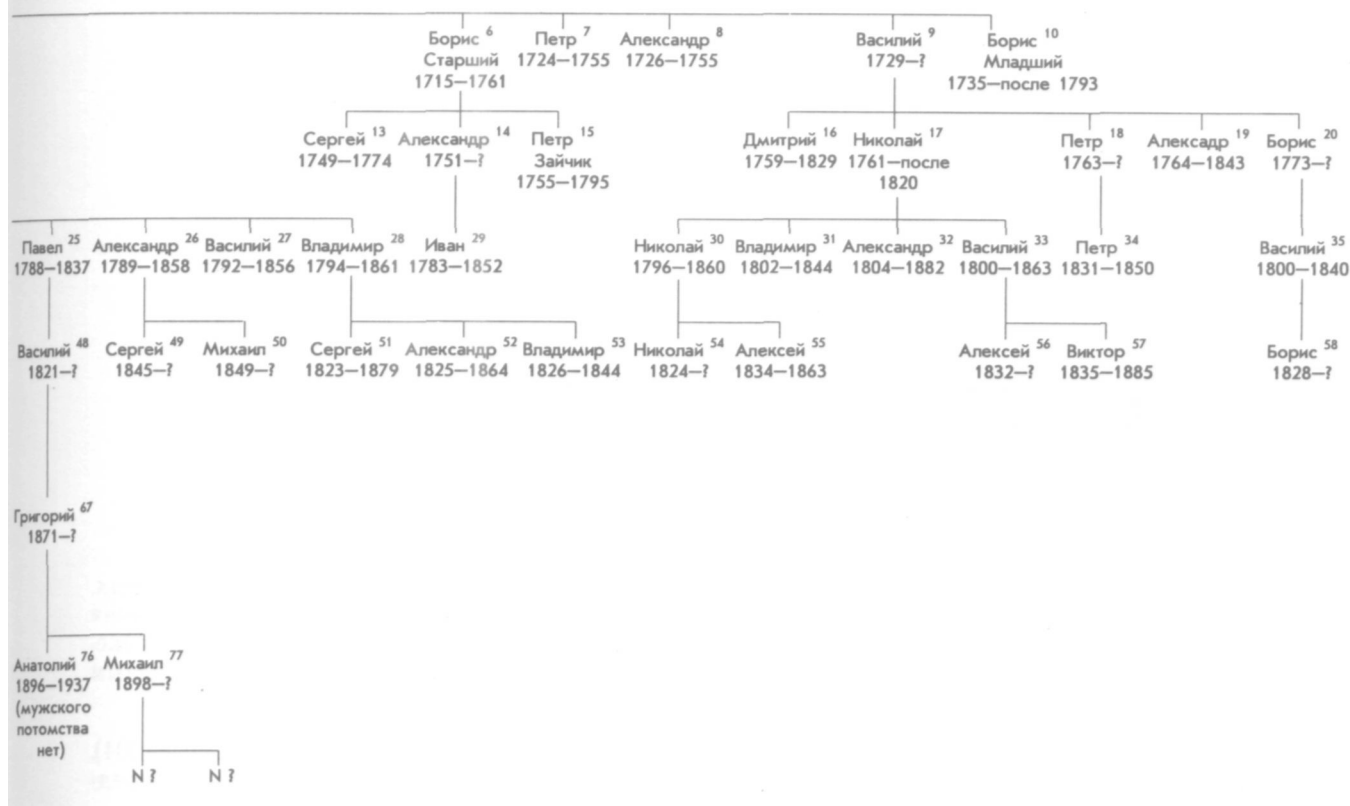 Борис 6 Петр 7 Александр 8 Василий 9 Борис 10
Старший 1724—1755 1726—1755 1729—? Младший
1715—1761 1735—после 1793
Сергей 13 Александр 14 Петр 15 Дмитрий 16 Николай 17 Петр 18 Алексадр 19 Борис 20
1749—1774 1751—? Зайчик 1759—1829 1761—после 1763—? 1764—1843 1773—?
1755—1795 1820
Павел 25 Александр 26 Василий 27 Владимир 28 Иван 29 Николай 30 Владимир 31 Александр 32 Василий 33 Петр 34 Василий 35
1788—1837 1789—1858 1792—1856 1794—1861 1783—1852 1796—1860 1802—1844 1804—1882 1800—1863 1831—1850 1800—1840
Василий 48 Сергей 49 Михаил 50 Сергей 51 Александр 52 Владимир 53 Николай 54 Алексей 55 Алексей 56 Виктор 57 Борис 58
1821—? 1845—? 1849—? 1823—1879 1825—1864 1826—1844 1824—? 1834—1863 1832—? 1835—1885 1828—?
Григорий 67
1871—?
Анатолий 76 Михаил 77
1896—1937 1898—?
(мужского
потомства
нет)
N ? N ?